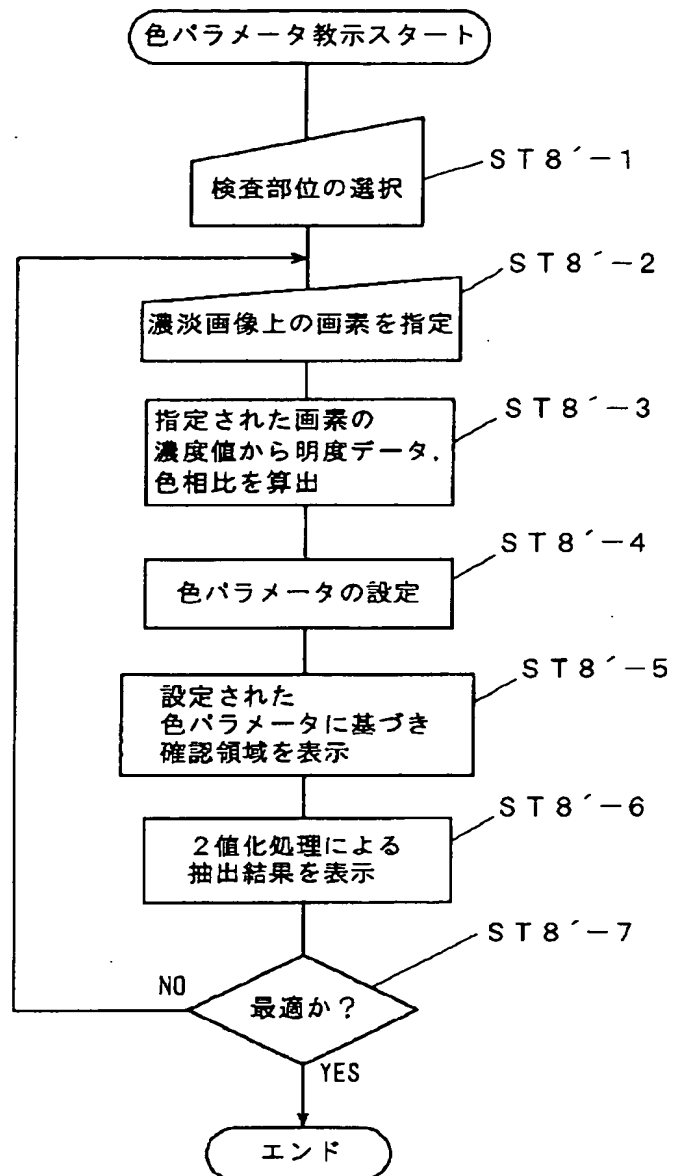 色パラメータ教示スタート
検査部位の選択
ST8´-1
濃淡画像上の画素を指定
ST8´-2
指定された画素の
濃度値から明度データ,
色相比を算出
ST8´-3
色パラメータの設定
ST8´-4
設定された
色パラメータに基づき
確認領域を表示
ST8´-5
2値化処理による
抽出結果を表示
ST8´-6
最適か?
ST8´-7
NO
YES
エンド